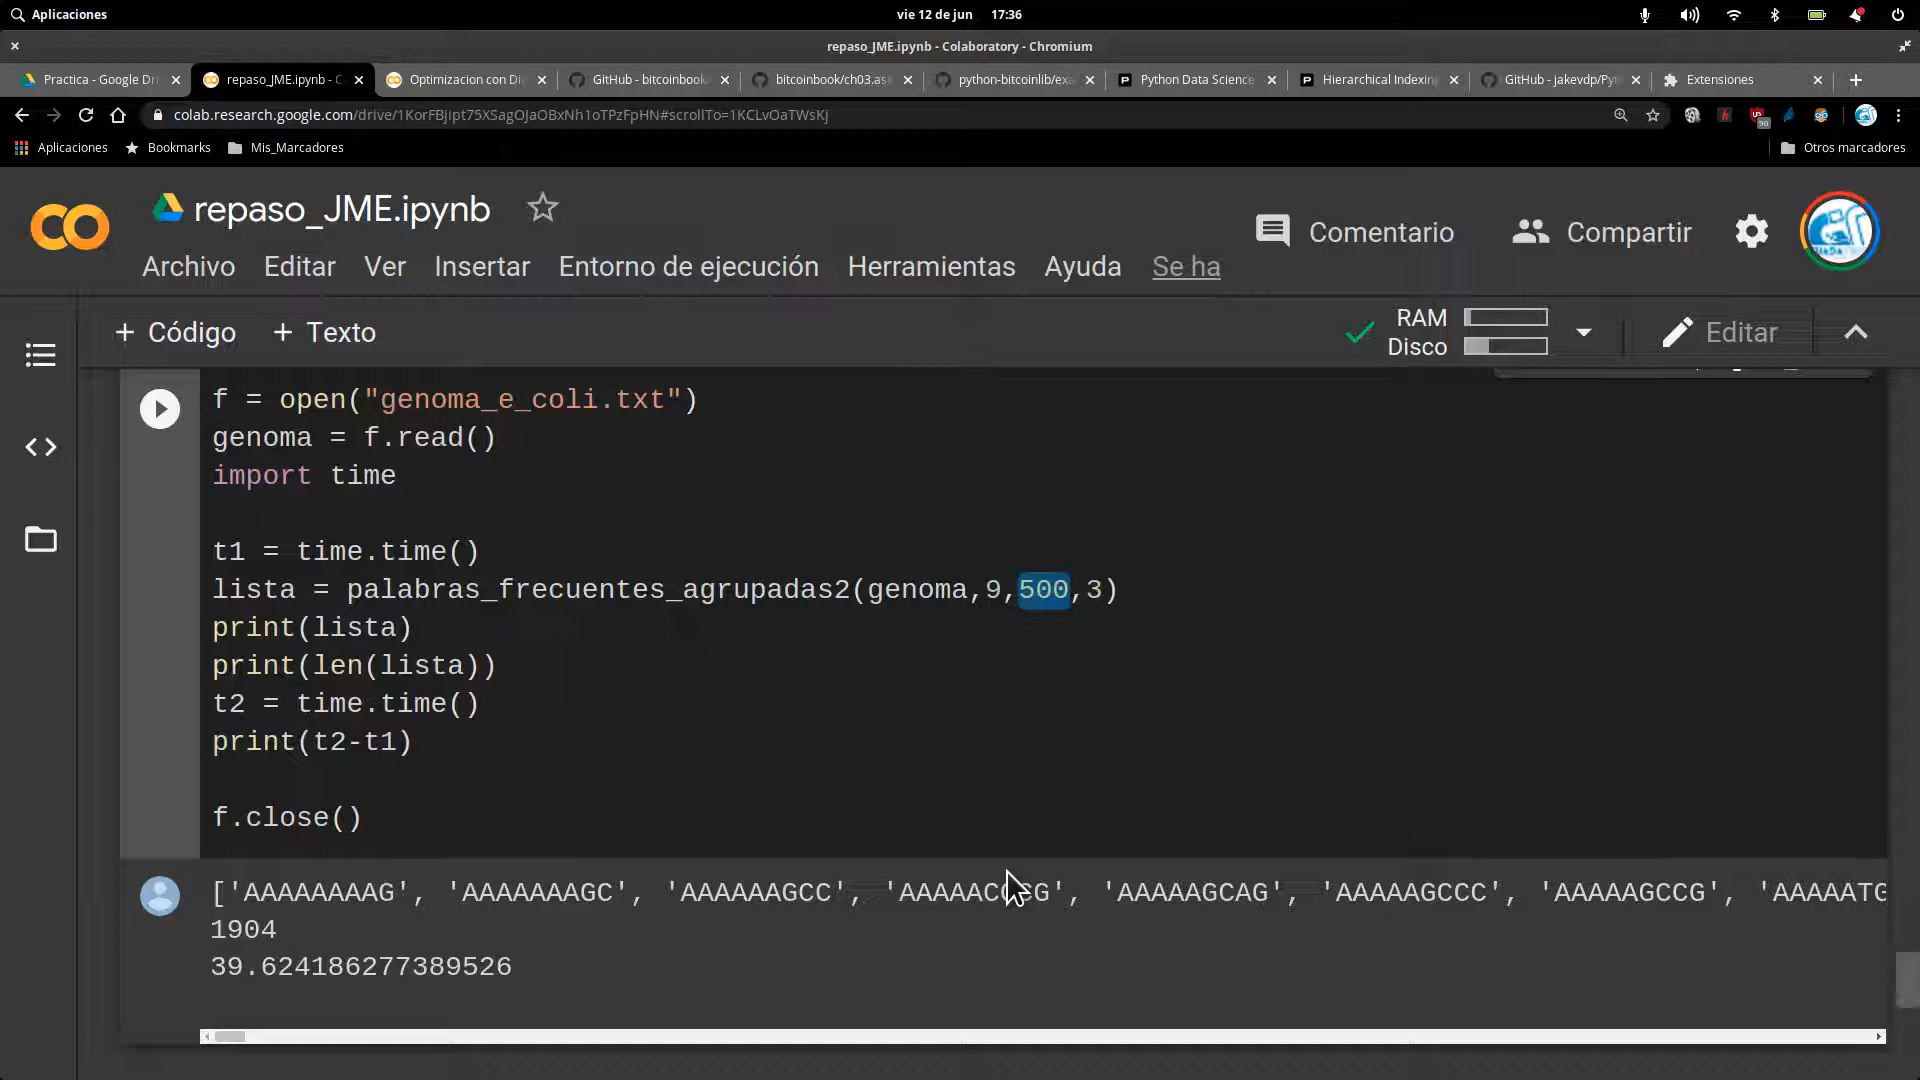 Aplicaciones
vie 12 de jun 17:36
repaso_JME.ipynb - Colaboratory - Chromium
Practica - Google Dri
repaso_JME.ipynb - C
Optimizacion con Di
GitHub - bitcoinbook
bitcoinbook/ch03.as
python-bitcoinlib/exa
Python Data Science
Hierarchical Indexing
GitHub - jakevdp/Pyt
Extensiones
colab.research.google.com/drive/1KorFBJipt75XSagOJaOBxNh1oTPzFpHN#scrollTo=1KCLvOaTWsKj
Aplicaciones
Bookmarks
Mis_Marcadores
Otros marcadores
repaso_JME.ipynb
Comentario
Compartir
Archivo Editar Ver Insertar Entorno de ejecución Herramientas Ayuda Se ha
+ Código + Texto
RAM
Disco
Editar
f = open("genoma_e_coli.txt")
genoma = f.read()
import time
t1 = time.time()
lista = palabras_frecuentes_agrupadas2(genoma,9,500,3)
print(lista)
print(len(lista))
t2 = time.time()
print(t2-t1)
f.close()
['AAAAAAAAG', 'AAAAAAAGC', 'AAAAAAGCC', 'AAAAACCCG', 'AAAAAGCAG', 'AAAAAGCCC', 'AAAAAGCCG', 'AAAAATG
1904
39.624186277389526